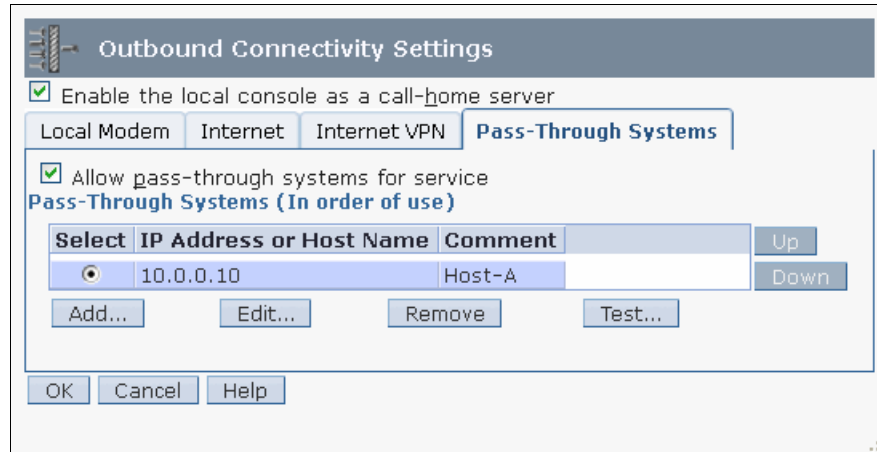 Outbound Connectivity Settings
Enable the local console as a call-home server
Local Modem Internet Internet VPN Pass-Through Systems
Allow pass-through systems for service
Pass-Through Systems (In order of use)
Select IP Address or Host Name Comment Up
10.0.0.10 Host-A Down
Add... Edit... Remove Test...
OK Cancel Help